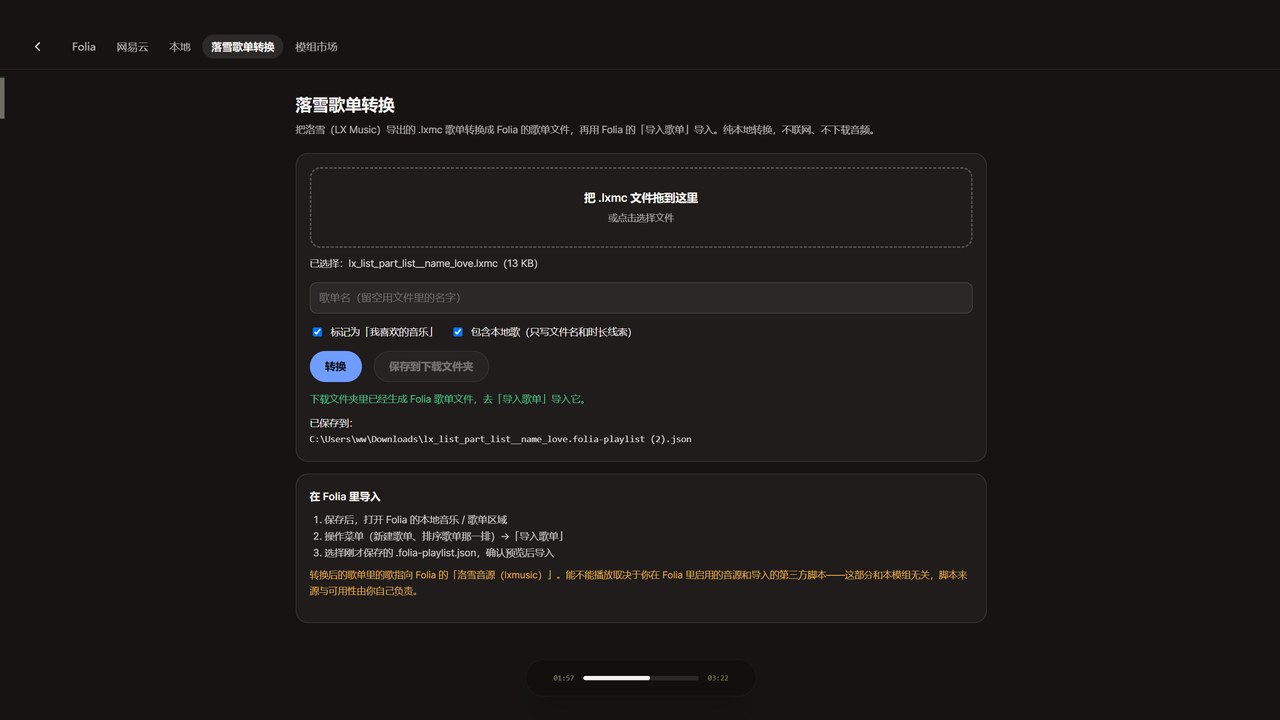 Folia 网易云 本地 落雪歌单转换 模组市场
落雪歌单转换
把洛雪（LX Music）导出的 .lxmc 歌单转换成 Folia 的歌单文件，再用 Folia 的「导入歌单」导入。纯本地转换，不联网、不下载音频。
把 .lxmc 文件拖到这里
或点击选择文件
已选择：lx_list_part_list__name_love.lxmc（13 KB）
歌单名（留空用文件里的名字）
标记为「我喜欢的音乐」 包含本地歌（只写文件名和时长线索）
转换 保存到下载文件夹
下载文件夹里已经生成 Folia 歌单文件，去「导入歌单」导入它。
已保存到：
C:\Users\ww\Downloads\lx_list_part_list__name_love.folia-playlist (2).json
在 Folia 里导入
1. 保存后，打开 Folia 的本地音乐 / 歌单区域
2. 操作菜单（新建歌单、排序歌单那一排）→「导入歌单」
3. 选择刚才保存的 .folia-playlist.json，确认预览后导入
转换后的歌单里的歌指向 Folia 的「洛雪音源（lxmusic）」。能不能播放取决于你在 Folia 里启用的音源和导入的第三方脚本——这部分和本模组无关，脚本来
源与可用性由你自己负责。
01:57 03:22